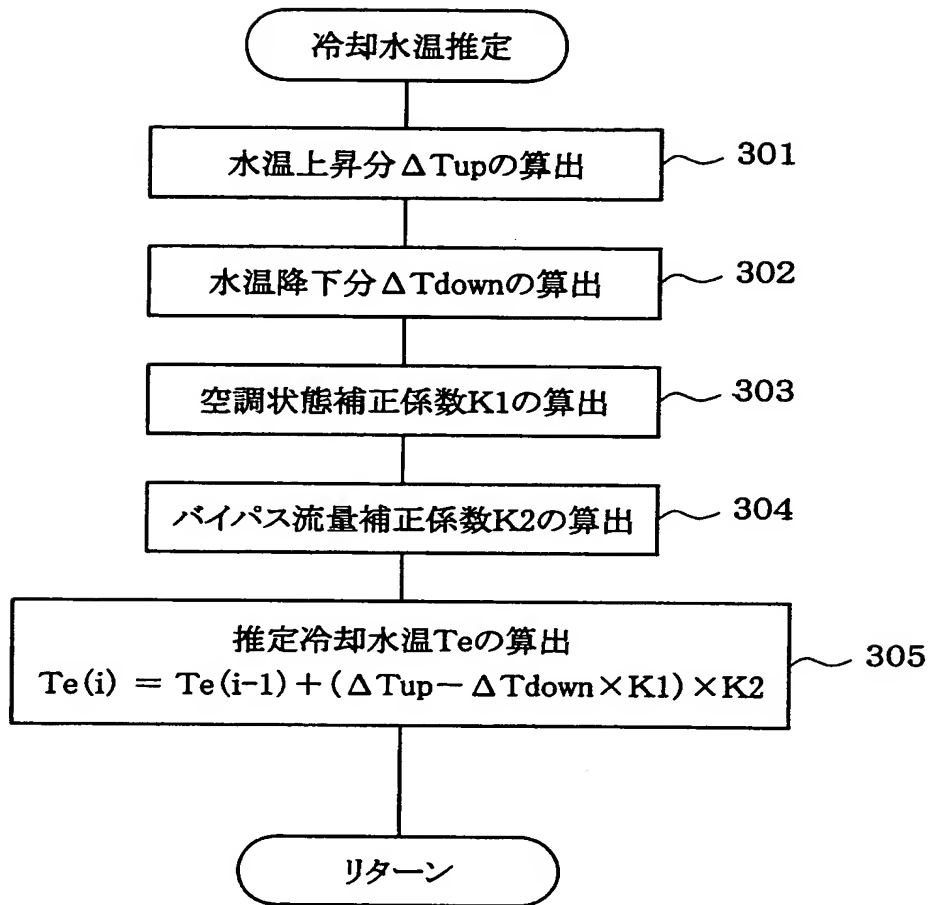 冷却水温推定
水温上昇分ΔTupの算出
301
水温降下分ΔTdownの算出
302
空調状態補正係数K1の算出
303
バイパス流量補正係数K2の算出
304
推定冷却水温Teの算出
Te(i) = Te(i-1)+(ΔTup－ΔTdown×K1)×K2
305
リターン